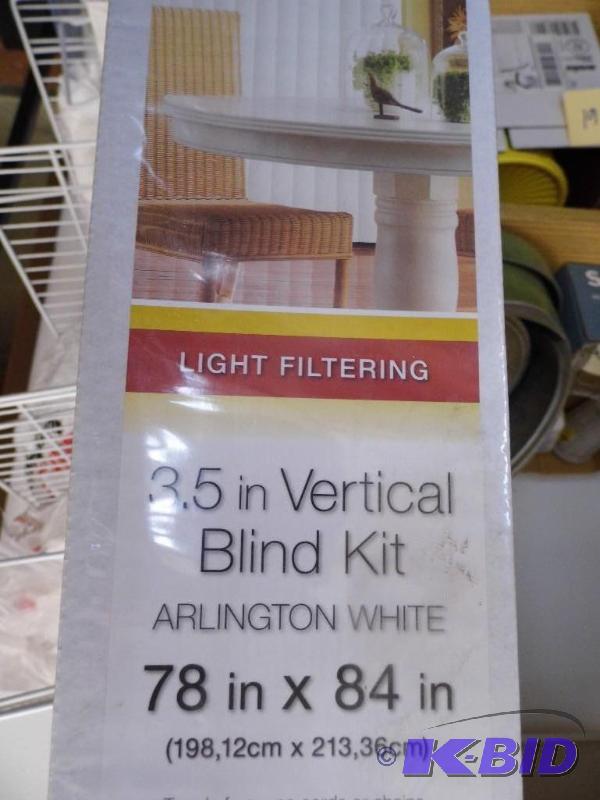 LIGHT FILTERING
3.5 in Vertical
Blind Kit
ARLINGTON WHITE
78 in x 84 in
(198,12cm x 213,36cm)
© K-BID